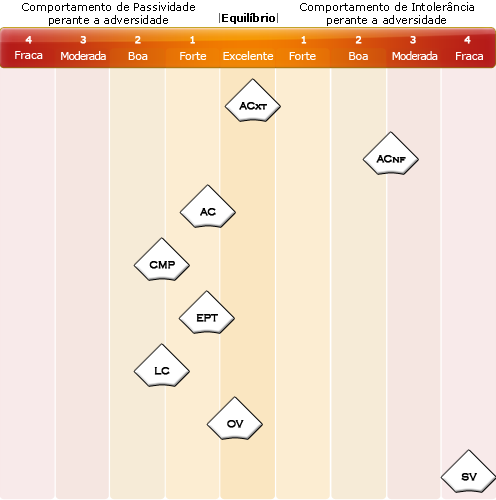 Comportamento de Passividade
perante a adversidade
|Equilíbrio|
Comportamento de Intolerância
perante a adversidade
4 3 2 1 1 2 3 4
Fraca Moderada Boa Forte Excelente Forte Boa Moderada Fraca
ACXT
ACNF
AC
CMP
EPT
LC
OV
SV